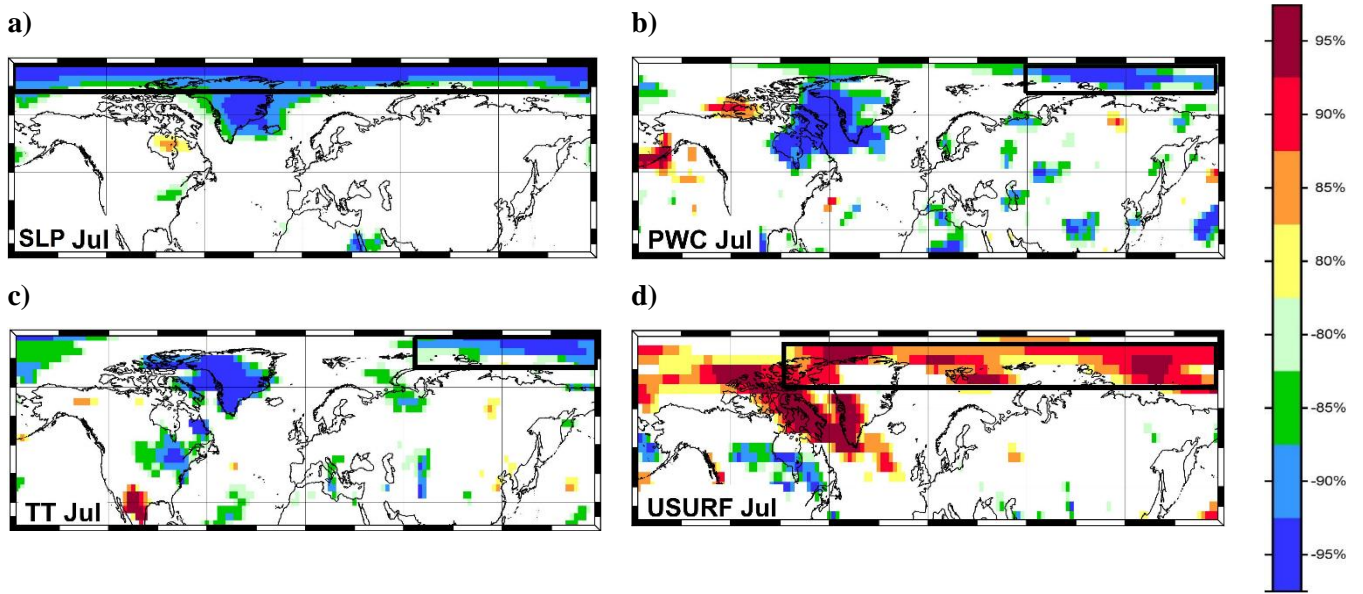 a)
b)
SLP Jul
PWC Jul
c)
d)
TT Jul
USURF Jul
95%
90%
85%
80%
-80%
-85%
-90%
-95%